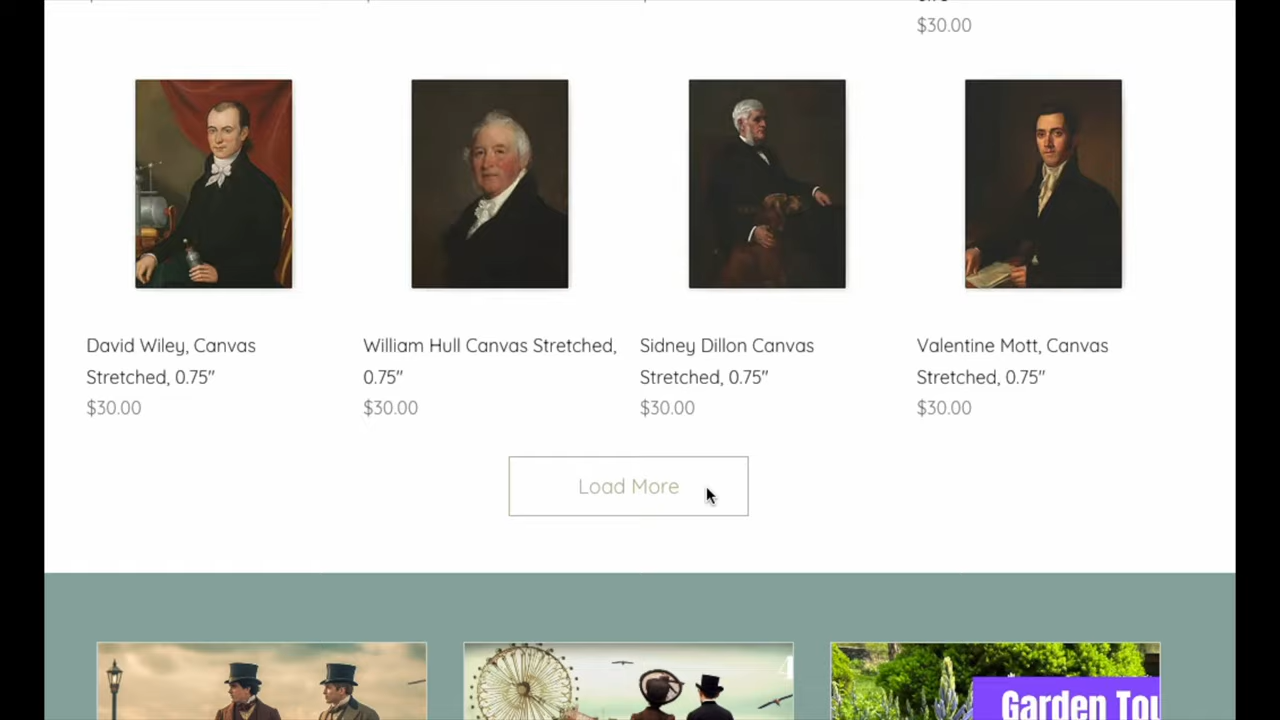 $30.00
David Wiley, Canvas
Stretched, 0.75"
$30.00
William Hull Canvas Stretched,
0.75"
$30.00
Sidney Dillon Canvas
Stretched, 0.75"
$30.00
Valentine Mott, Canvas
Stretched, 0.75"
$30.00
Load More
Garden